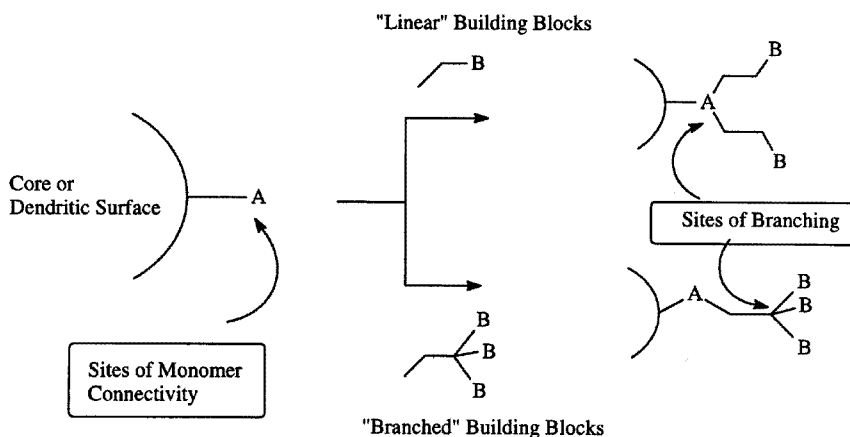 "Linear" Building Blocks
B
B
A
B
Core or
Dendritic Surface
A
Sites of Branching
A
B
B
B
B
B
B
Sites of Monomer
Connectivity
"Branched" Building Blocks